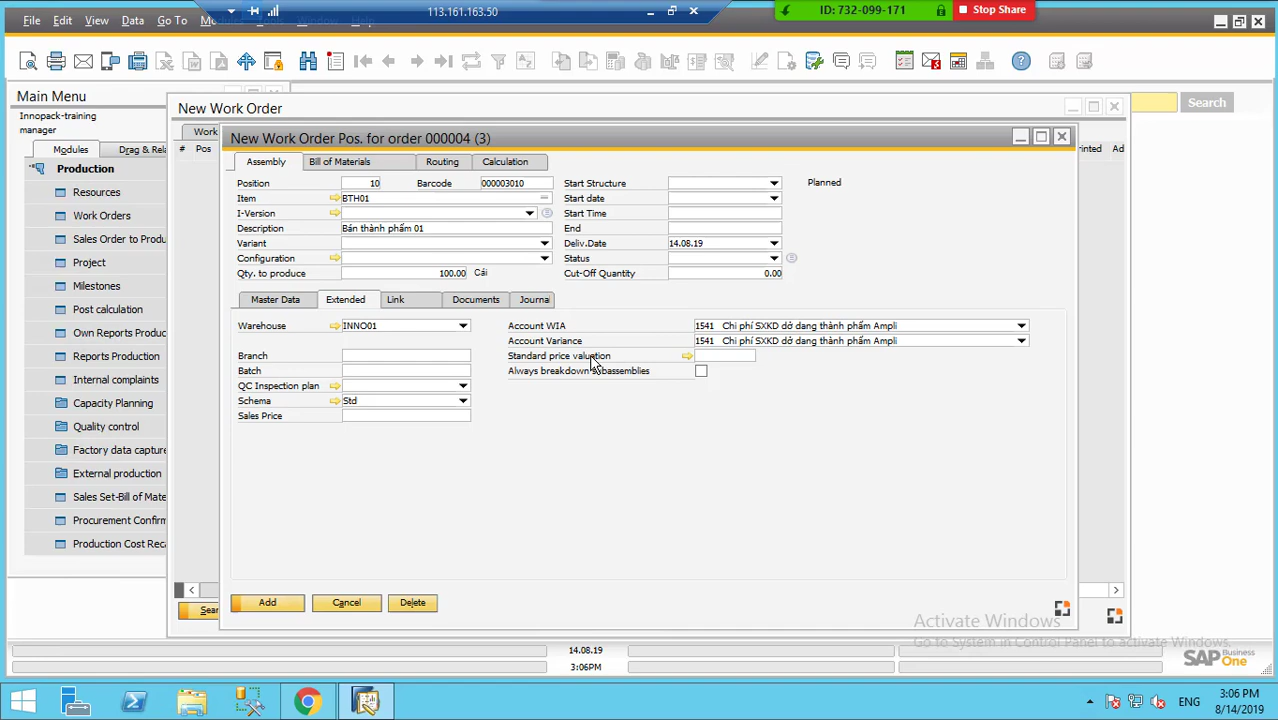 113.161.163.50
ID: 732-099-171 Stop Share
File Edit View Data Go To
Main Menu
Innopack-training
manager
Modules Drag & Rela
Production
Resources
Work Orders
Sales Order to Produ
Project
Milestones
Post calculation
Own Reports Produc
Reports Production
Internal complaints
Capacity Planning
Quality control
Factory data capture
External production
Sales Set-Bill of Mate
Procurement Confirm
Production Cost Reca
Search
New Work Order
Work
# Pos
inted Ad
New Work Order Pos. for order 000004 (3)
Assembly Bill of Materials Routing Calculation
Position 10 Barcode 000003010 Start Structure Planned
Item BTH01 Start date
I-Version Start Time
Description Bán thành phẩm 01 End
Variant Deliv.Date 14.08.19
Configuration Status
Qty. to produce 100.00 Cái Cut-Off Quantity 0.00
Master Data Extended Link Documents Journal
Warehouse INNO01 Account WIA 1541 Chi phí SXKD dở dang thành phẩm Ampli
Account Variance 1541 Chi phí SXKD dở dang thành phẩm Ampli
Branch Standard price valuation
Batch Always breakdown subassemblies
QC Inspection plan
Schema Std
Sales Price
Add Cancel Delete
Sear
Activate Windows
Go to System in Control Panel to activate Windows.
14.08.19
3:06PM
SAP Business One
ENG
3:06 PM
8/14/2019